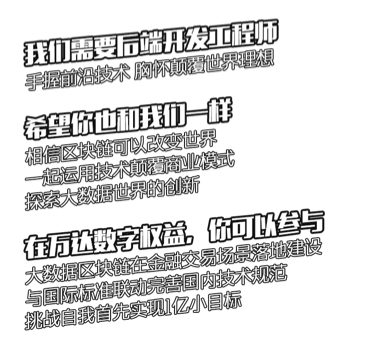 我们需要后端开发工程师
手握前沿技术 胸怀颠覆世界理想
希望你也和我们一样
相信区块链可以改变世界
一起运用技术颠覆商业模式
探索大数据世界的创新
在万达数字权益，你可以参与
大数据区块链在金融交易场景落地建设
与国际标准联动完善国内技术规范
挑战自我首先实现1亿小目标